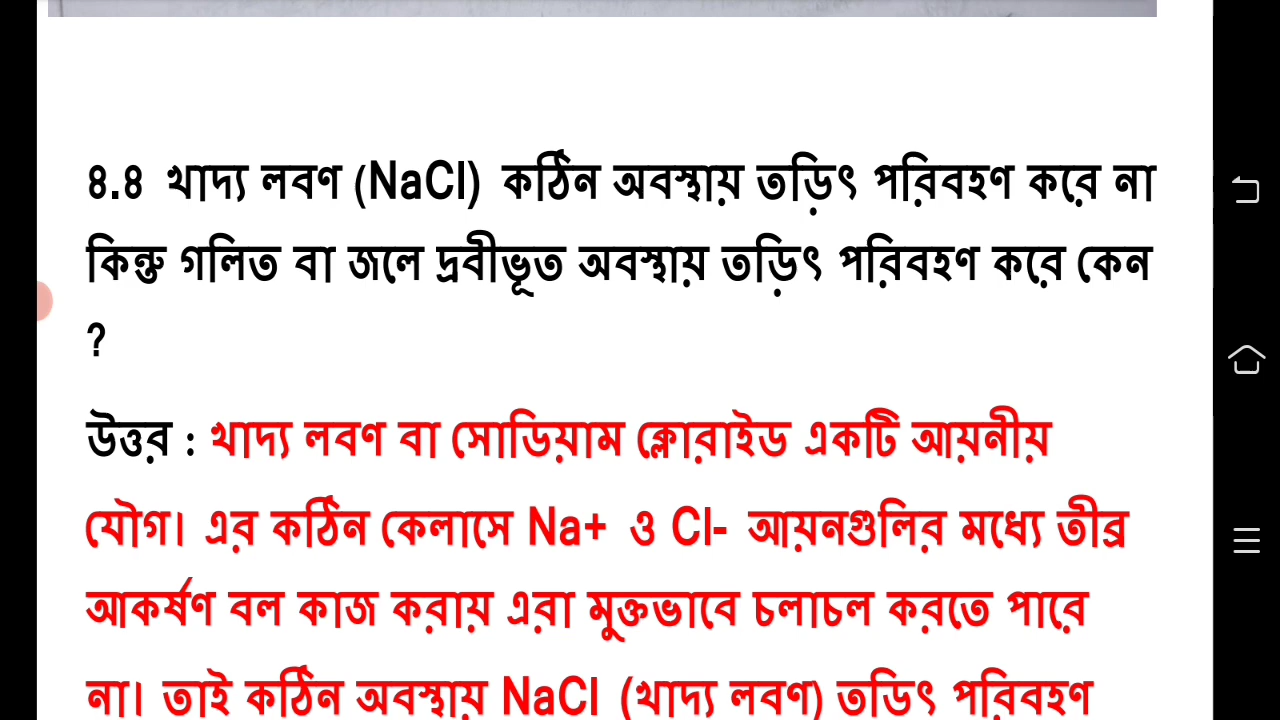 ৪.৪ খাদ্য লবণ (NaCl) কঠিন অবস্থায় তড়িৎ পরিবহণ করে না
কিন্তু গলিত বা জলে দ্রবীভূত অবস্থায় তড়িৎ পরিবহণ করে কেন
?
উত্তর : খাদ্য লবণ বা সোডিয়াম ক্লোরাইড একটি আয়নীয়
যৌগ। এর কঠিন কেলাসে Na+ ও Cl- আয়নগুলির মধ্যে তীব্র
আকর্ষণ বল কাজ করায় এরা মুক্তভাবে চলাচল করতে পারে
না। তাই কঠিন অবস্থায় NaCl (খাদ্য লবণ) তড়িৎ পরিবহণ